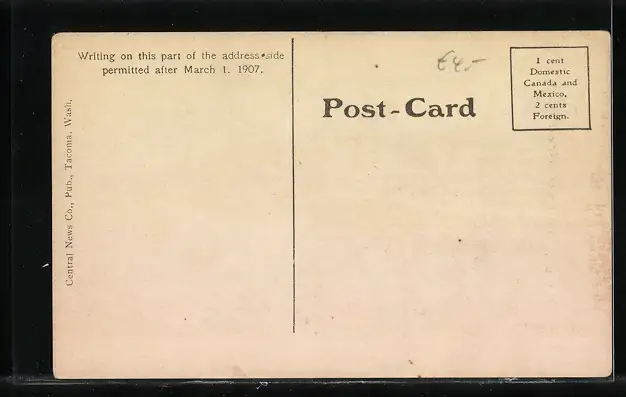 Writing on this part of the address side
permitted after March 1. 1907.
Post-Card
1 cent
Domestic
Canada and
Mexico,
2 cents
Foreign.
Central News Co., Pub., Tacoma, Wash.